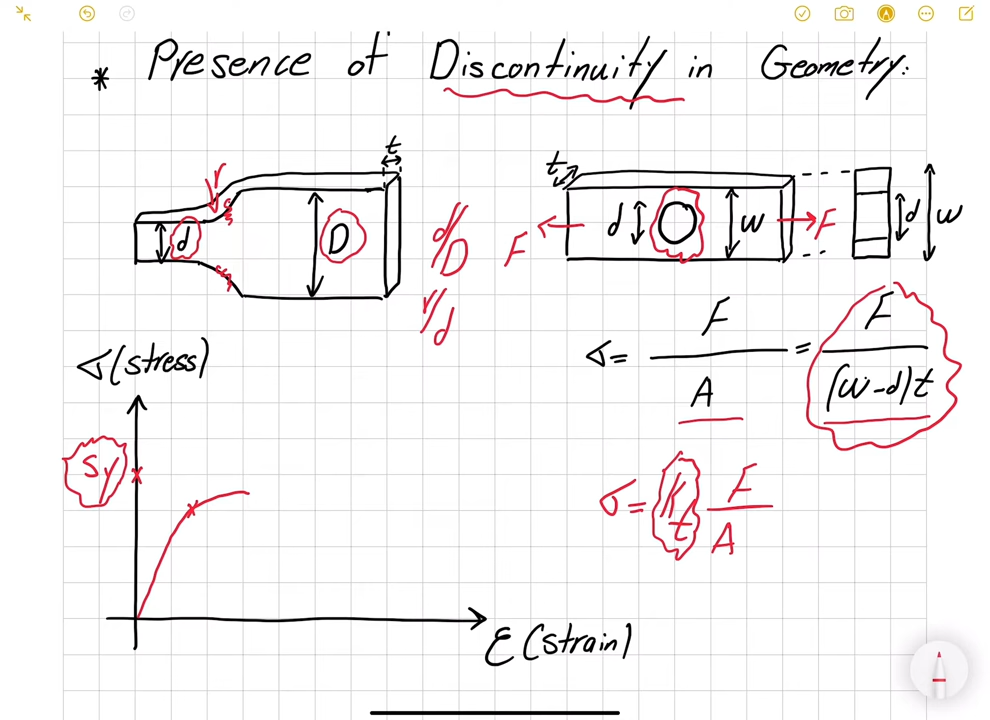 * Presence of Discontinuity in Geometry:
t
r
d
D
d/D
r/d
t
F
d
w
F
d
w
σ = F/A = F/((w-d)t)
σ (stress)
Sy
σ = Kt F/A
ε (strain)